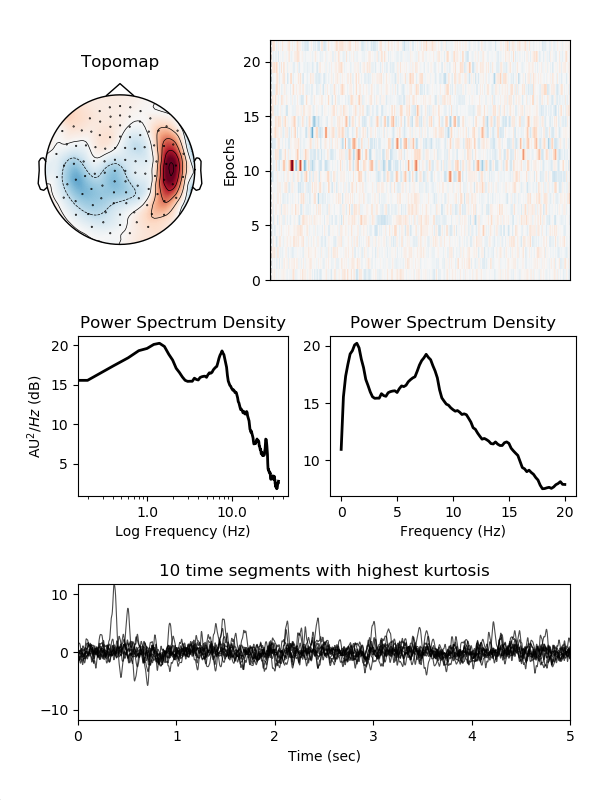 Topomap
Epochs
20
15
10
5
0
Power Spectrum Density
AU²/Hz (dB)
20
15
10
5
1.0 10.0
Log Frequency (Hz)
Power Spectrum Density
20
15
10
0 5 10 15 20
Frequency (Hz)
10 time segments with highest kurtosis
10
0
−10
0 1 2 3 4 5
Time (sec)